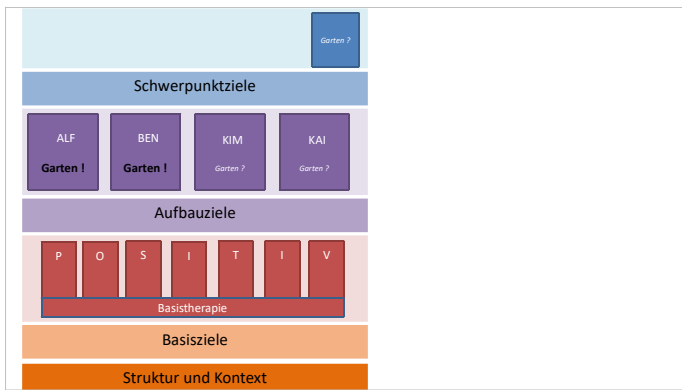 Garten ?
Schwerpunktziele
ALF BEN KIM KAI
Garten ! Garten ! Garten ? Garten ?
Aufbauziele
P O S I T I V
Basistherapie
Basisziele
Struktur und Kontext